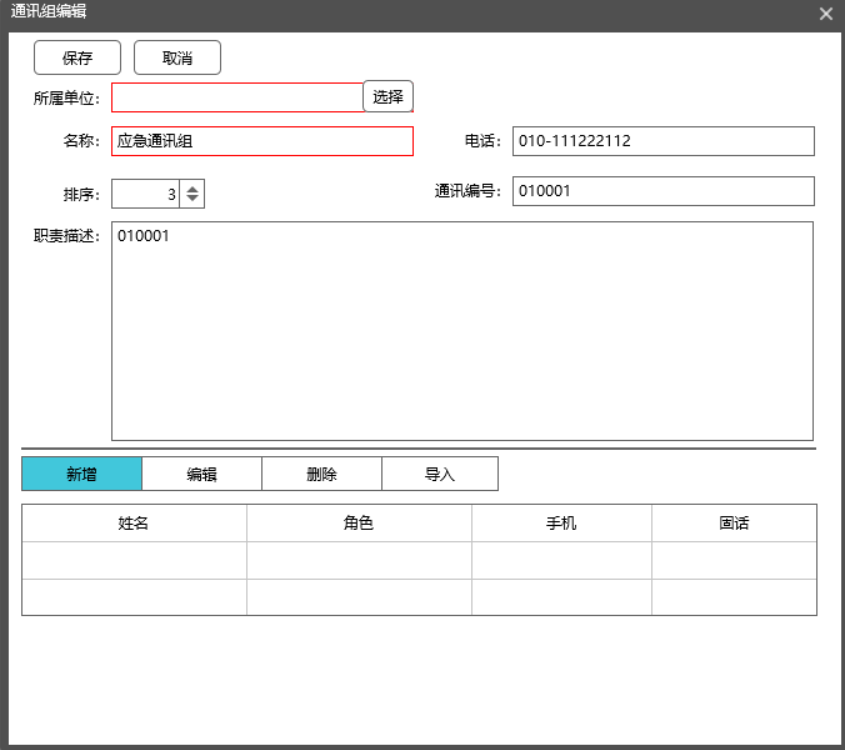 通讯组编辑
保存 取消
所属单位： 选择
名称： 应急通讯组 电话： 010-111222112
排序： 3 通讯编号： 010001
职责描述： 010001
新增 编辑 删除 导入
姓名 角色 手机 固话